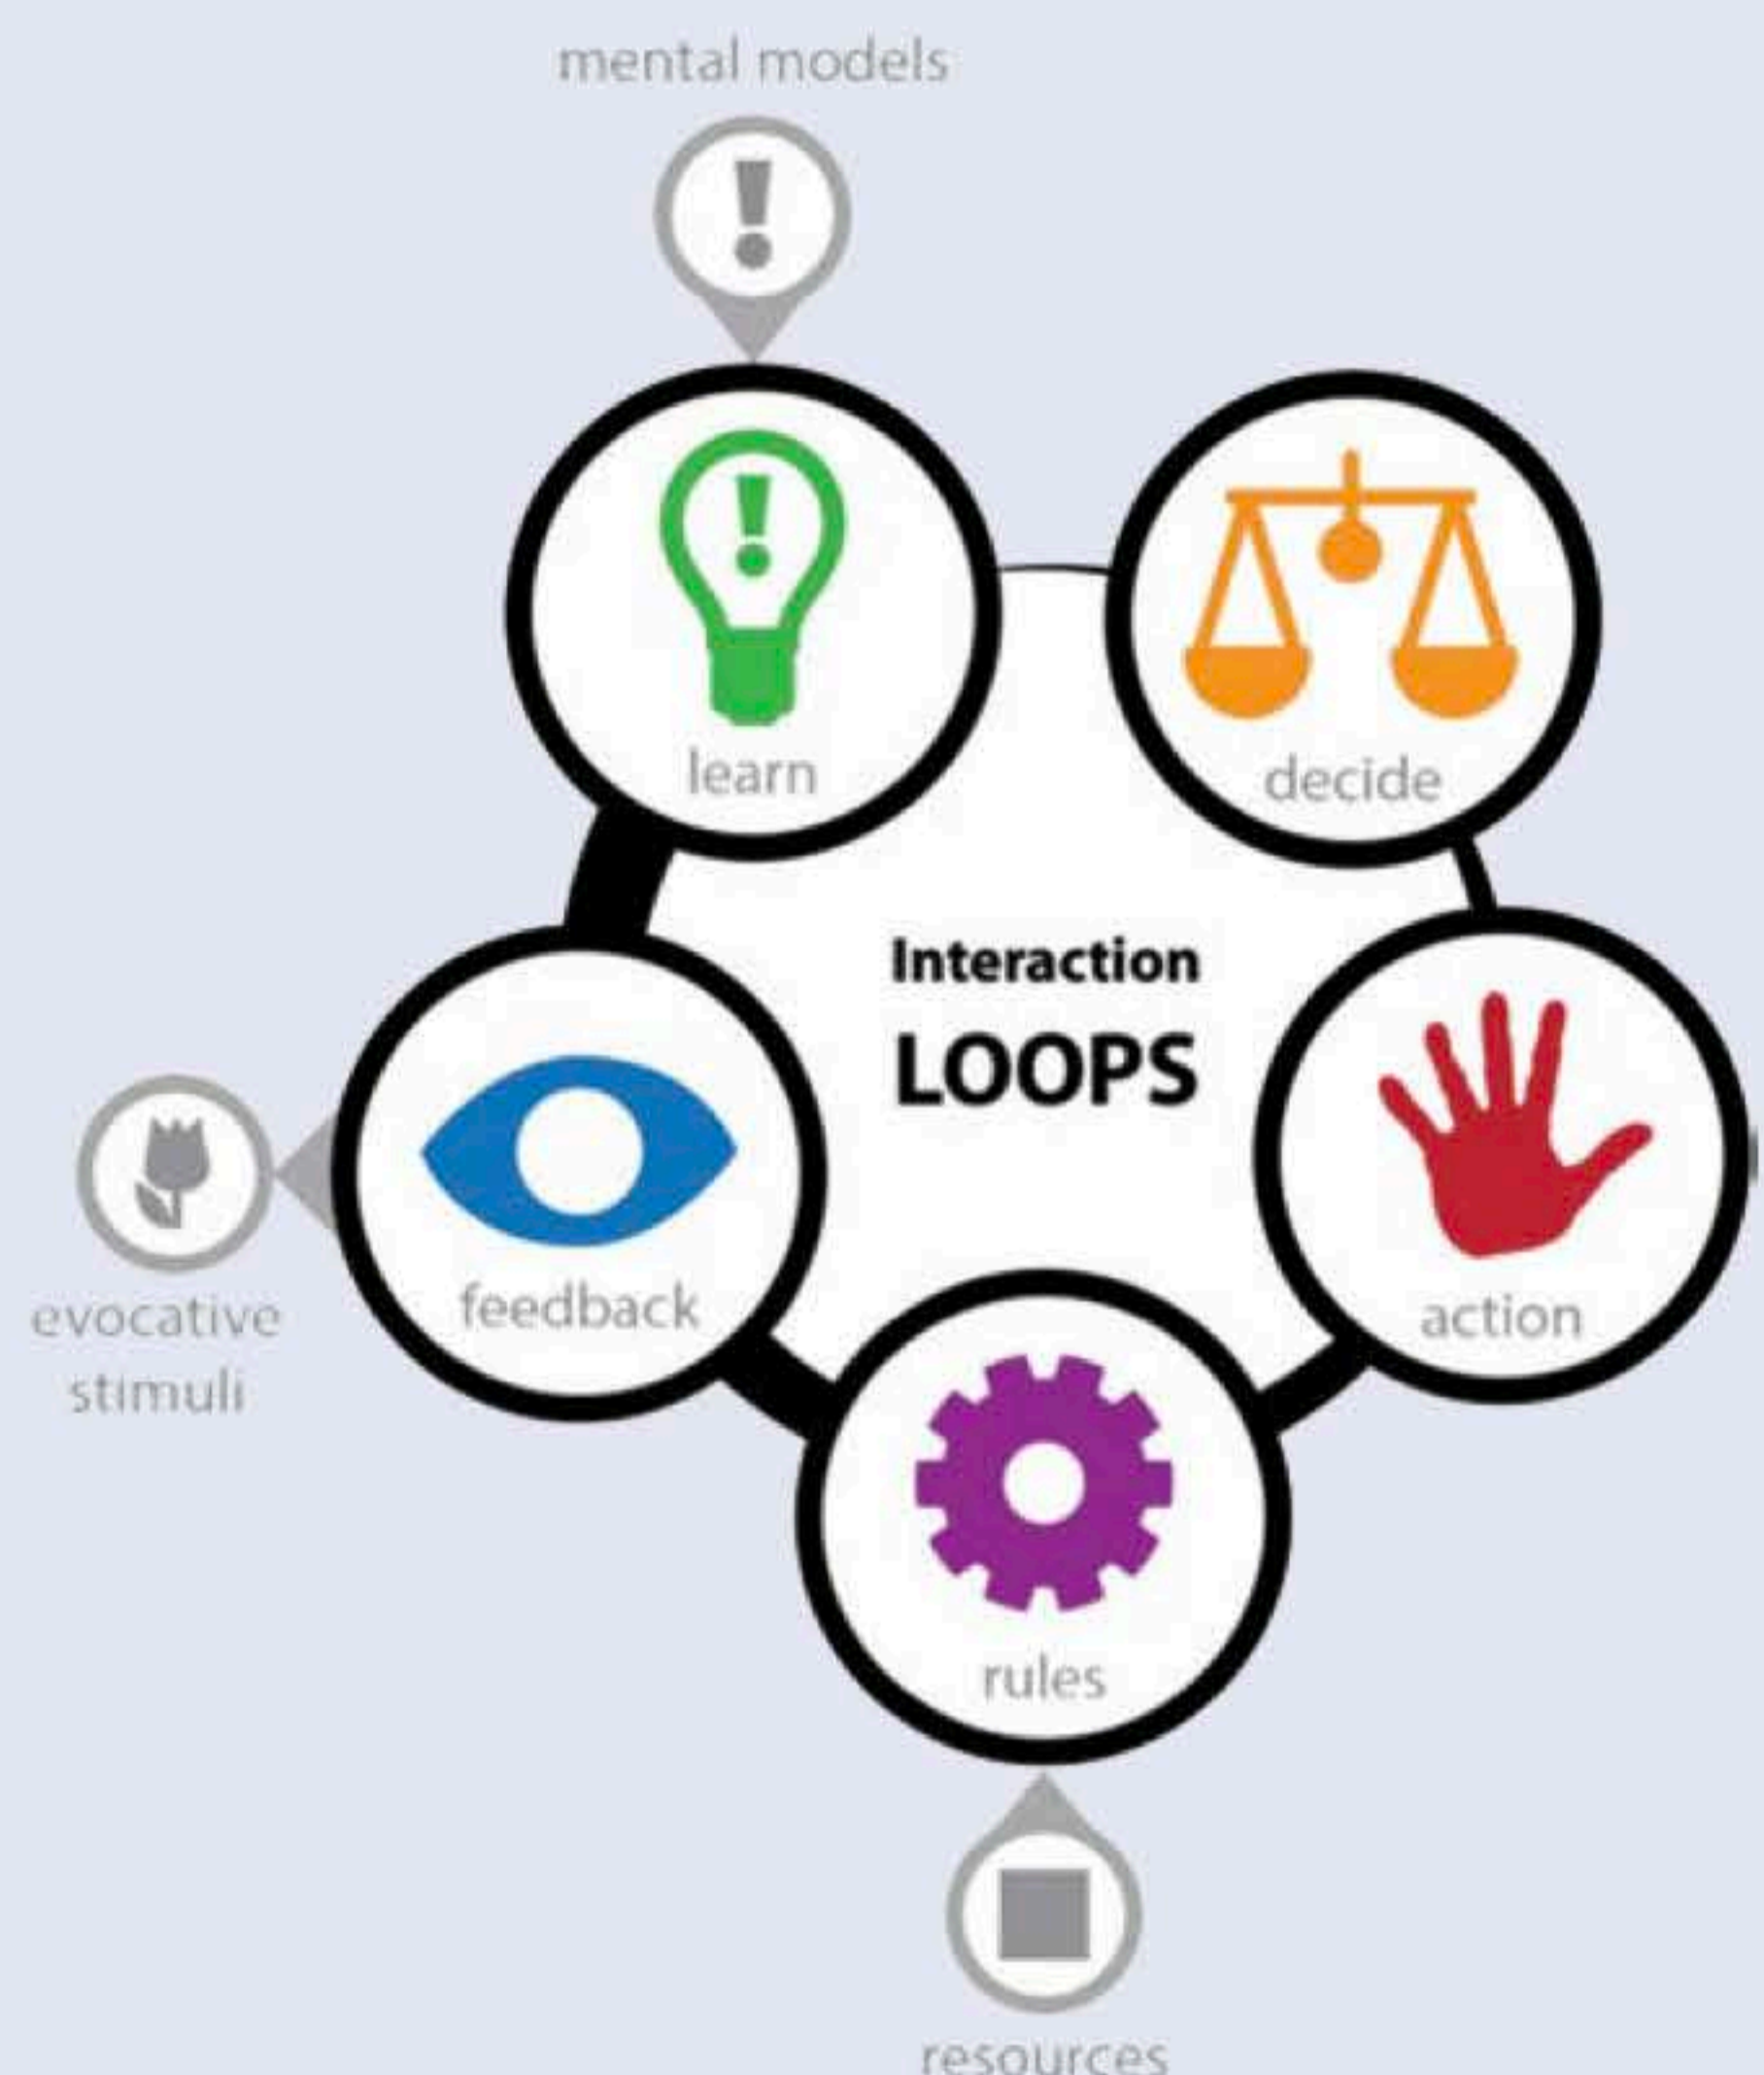 mental models
learn
decide
Interaction
LOOPS
feedback
action
evocative
stimuli
rules
resources